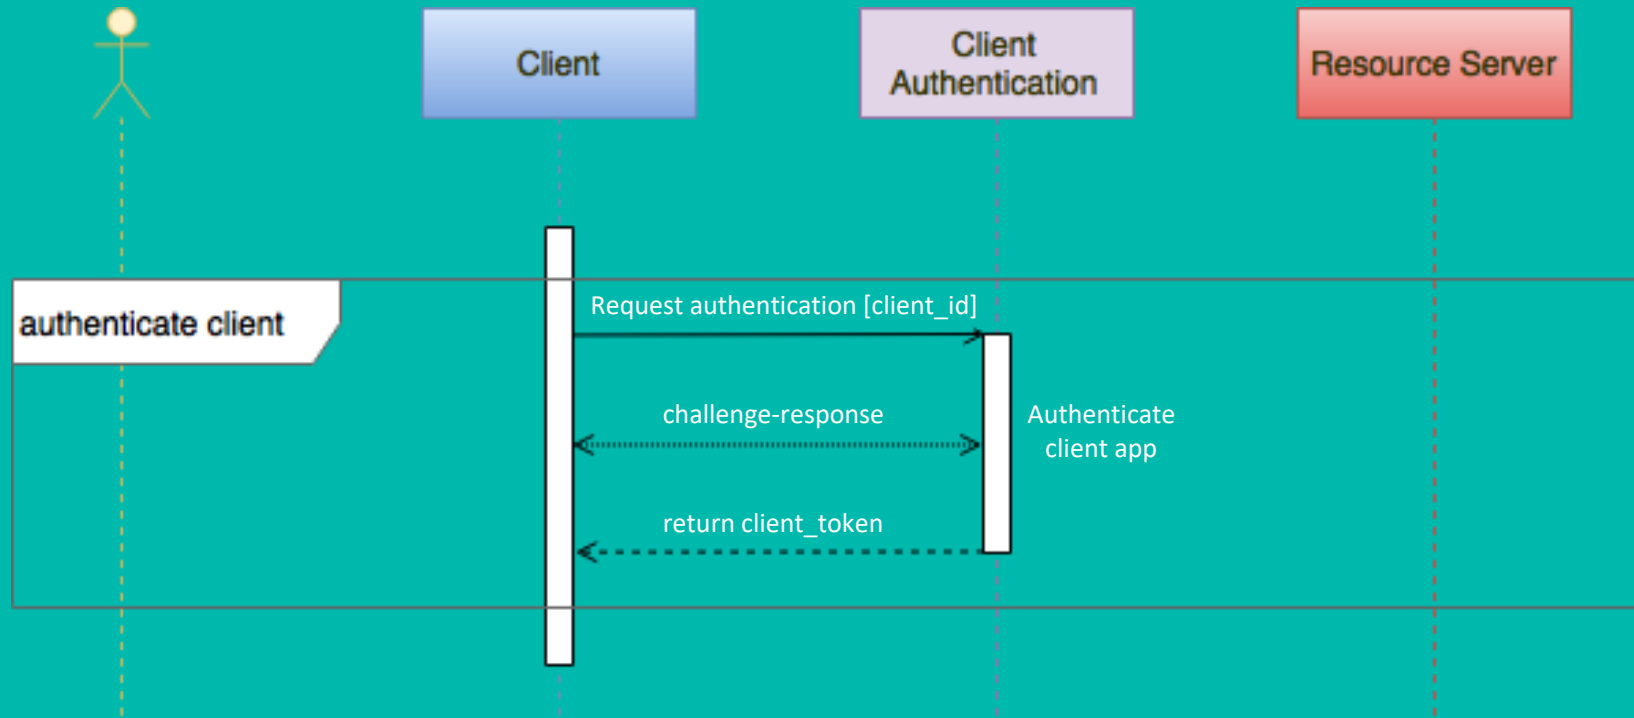 Client
Client
Authentication
Resource Server
authenticate client
Request authentication [client_id]
challenge-response
Authenticate
client app
return client_token